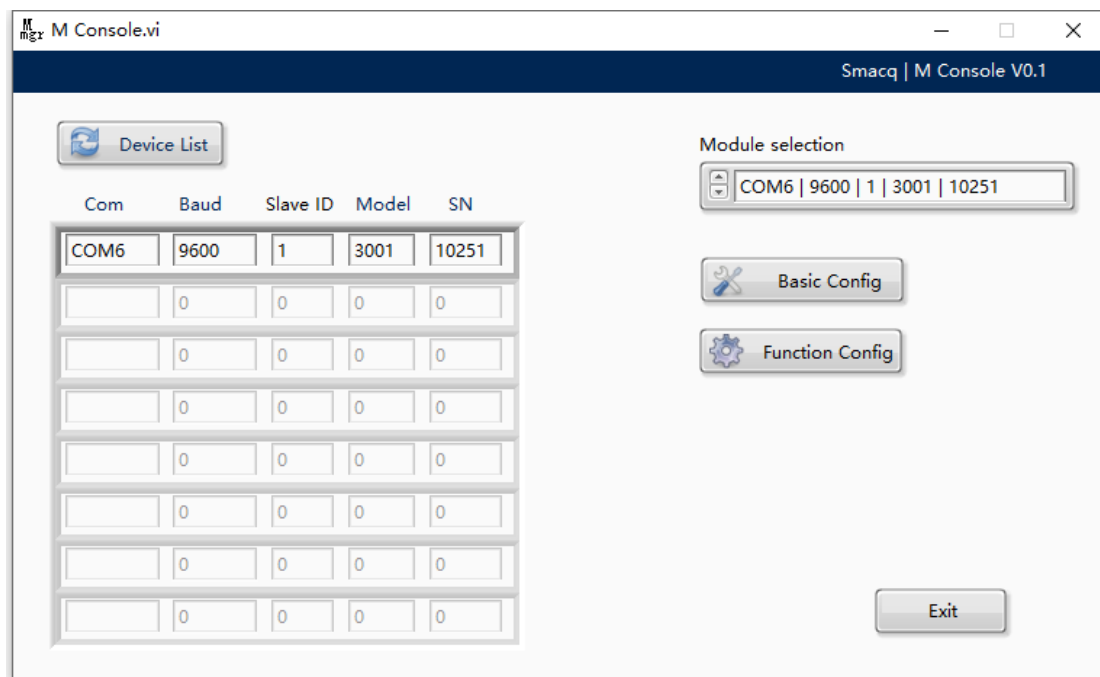 M mgr M Console.vi
Smacq | M Console V0.1
Device List
Module selection
COM6 | 9600 | 1 | 3001 | 10251
Com Baud Slave ID Model SN
COM6 9600 1 3001 10251
0 0 0 0
Basic Config
0 0 0 0
Function Config
0 0 0 0
0 0 0 0
0 0 0 0
0 0 0 0
0 0 0 0
Exit